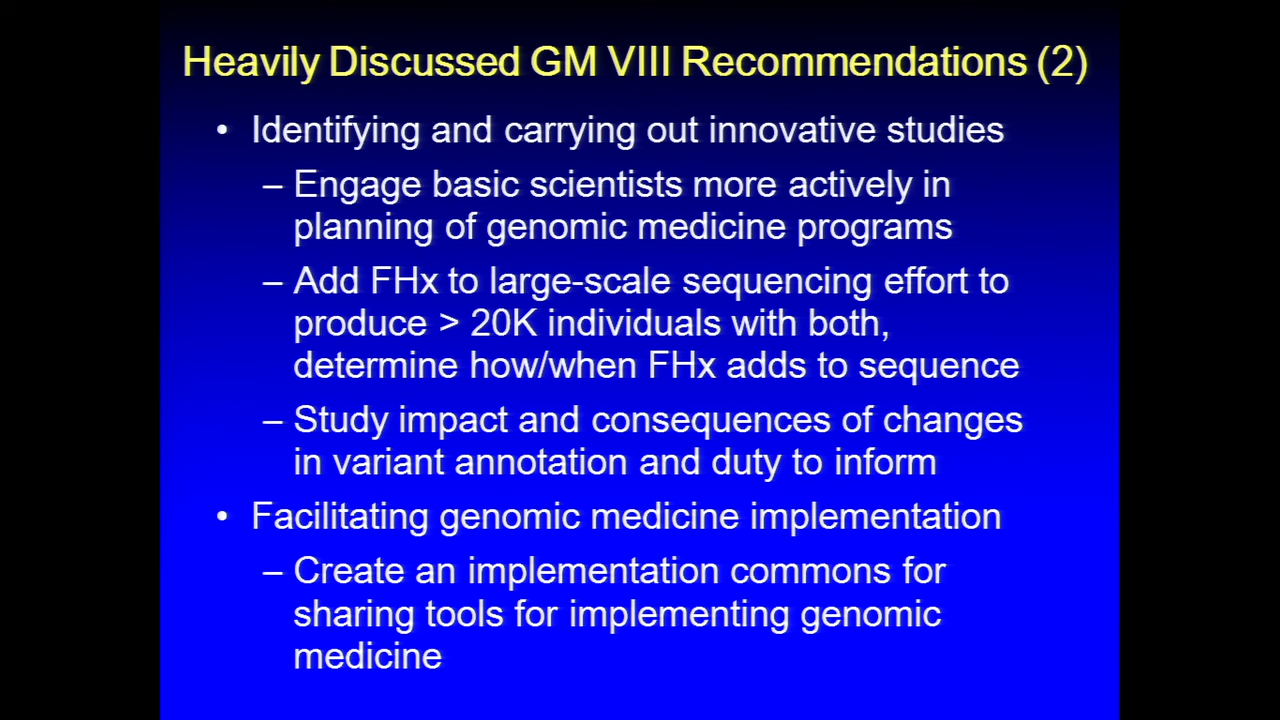 Heavily Discussed GM VIII Recommendations (2)
• Identifying and carrying out innovative studies
– Engage basic scientists more actively in
planning of genomic medicine programs
– Add FHx to large-scale sequencing effort to
produce > 20K individuals with both,
determine how/when FHx adds to sequence
– Study impact and consequences of changes
in variant annotation and duty to inform
• Facilitating genomic medicine implementation
– Create an implementation commons for
sharing tools for implementing genomic
medicine